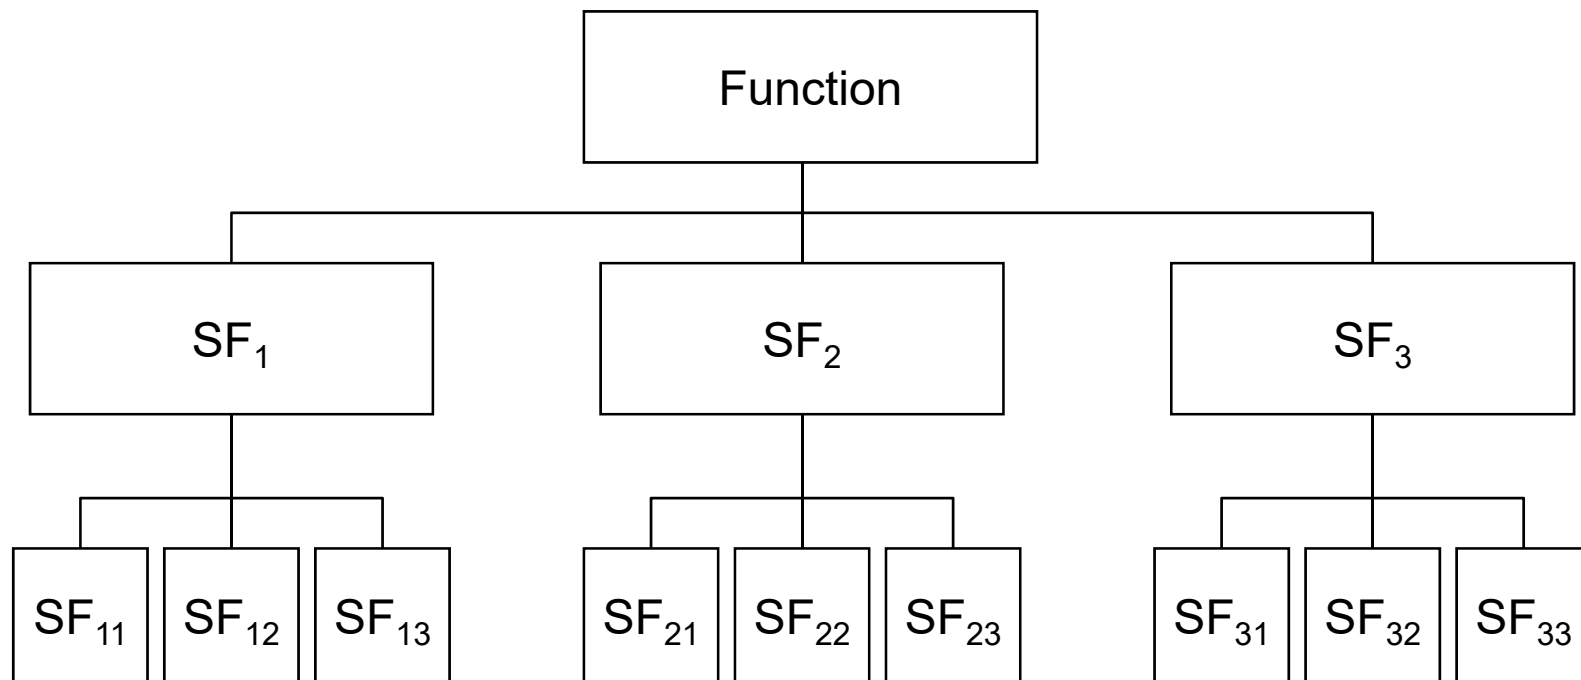 Function
SF₁ SF₂ SF₃
SF₁₁ SF₁₂ SF₁₃ SF₂₁ SF₂₂ SF₂₃ SF₃₁ SF₃₂ SF₃₃